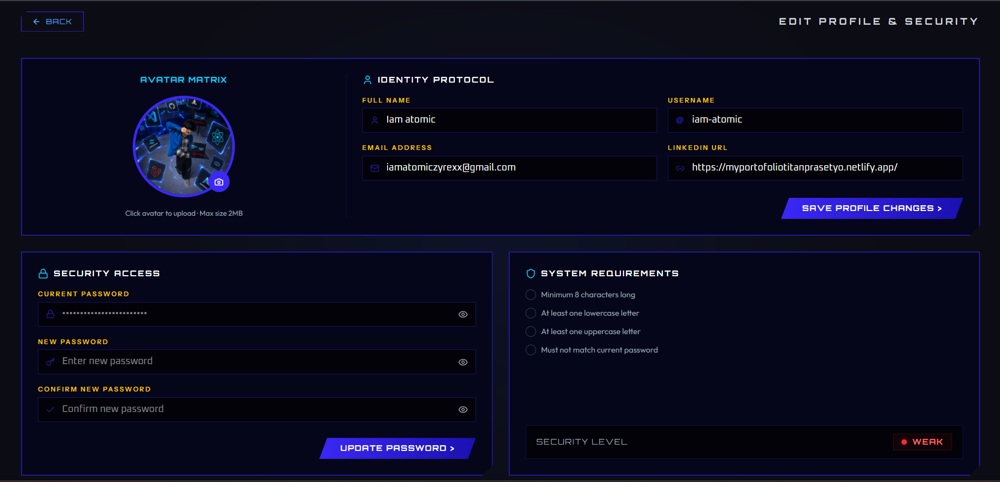 BACK
EDIT PROFILE & SECURITY
AVATAR MATRIX
Click avatar to upload · Max size 2MB
IDENTITY PROTOCOL
FULL NAME
Iam atomic
USERNAME
@ iam-atomic
EMAIL ADDRESS
iamatomiczyrexx@gmail.com
LINKEDIN URL
https://myportofoliotitanprasetyo.netlify.app/
SAVE PROFILE CHANGES >
SECURITY ACCESS
CURRENT PASSWORD
NEW PASSWORD
Enter new password
CONFIRM NEW PASSWORD
Confirm new password
UPDATE PASSWORD >
SYSTEM REQUIREMENTS
Minimum 8 characters long
At least one lowercase letter
At least one uppercase letter
Must not match current password
SECURITY LEVEL
WEAK